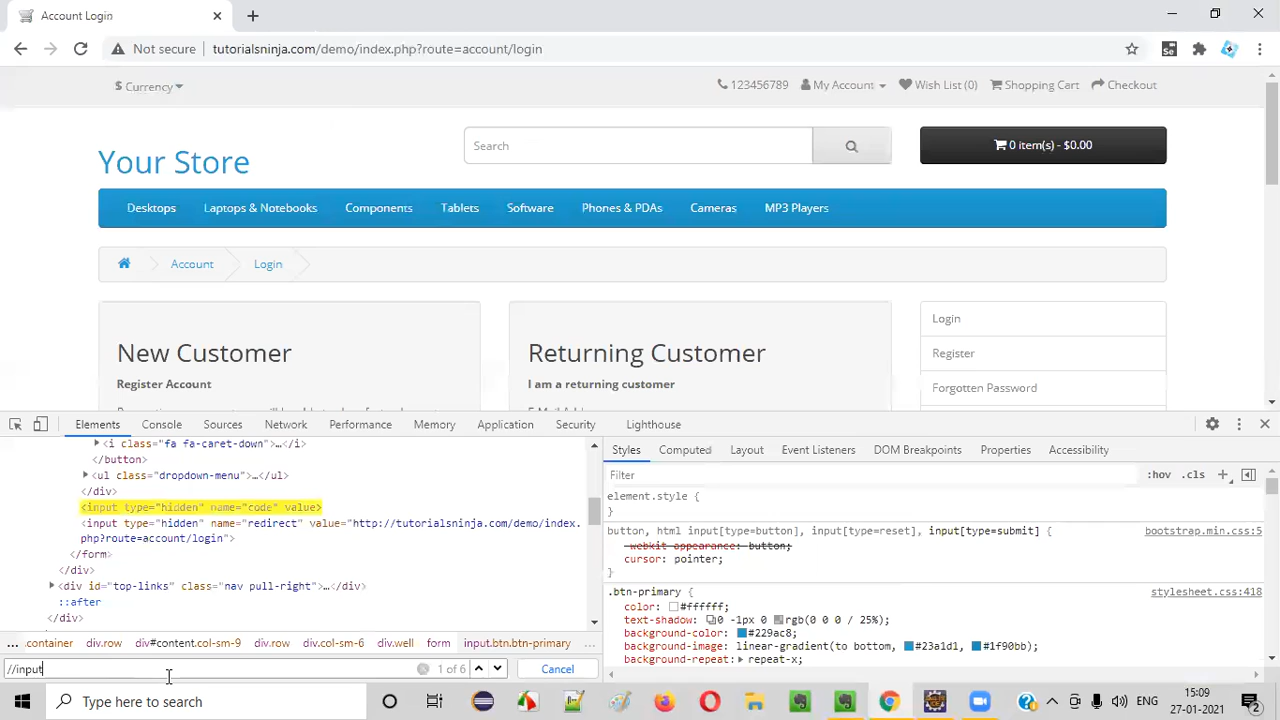 Account Login
Not secure
tutorialsninja.com/demo/index.php?route=account/login
$ Currency
123456789
My Account
Wish List (0)
Shopping Cart
Checkout
Your Store
Search
0 item(s) - $0.00
Desktops
Laptops & Notebooks
Components
Tablets
Software
Phones & PDAs
Cameras
MP3 Players
Account
Login
New Customer
Register Account
Returning Customer
I am a returning customer
Login
Register
Forgotten Password
Elements
Console
Sources
Network
Performance
Memory
Application
Security
Lighthouse
<i class="fa fa-caret-down">…</i>
</button>
<ul class="dropdown-menu">…</ul>
</div>
<input type="hidden" name="code" value>
<input type="hidden" name="redirect" value="http://tutorialsninja.com/demo/index.
php?route=account/login">
</form>
</div>
<div id="top-links" class="nav pull-right">…</div>
::after
</div>
... container div.row div#content.col-sm-9 div.row div.col-sm-6 div.well form input.btn.btn-primary ...
//input
1 of 6
Cancel
Styles
Computed
Layout
Event Listeners
DOM Breakpoints
Properties
Accessibility
Filter
:hov .cls
element.style {
}
button, html input[type=button], input[type=reset], input[type=submit] {
bootstrap.min.css:5
-webkit-appearance: button;
cursor: pointer;
}
.btn-primary {
stylesheet.css:418
color: #ffffff;
text-shadow: 0 -1px 0 rgb(0 0 0 / 25%);
background-color: #229ac8;
background-image: linear-gradient(to bottom, #23a1d1, #1f90bb);
background-repeat: repeat-x;
Type here to search
ENG
15:09
27-01-2021
2